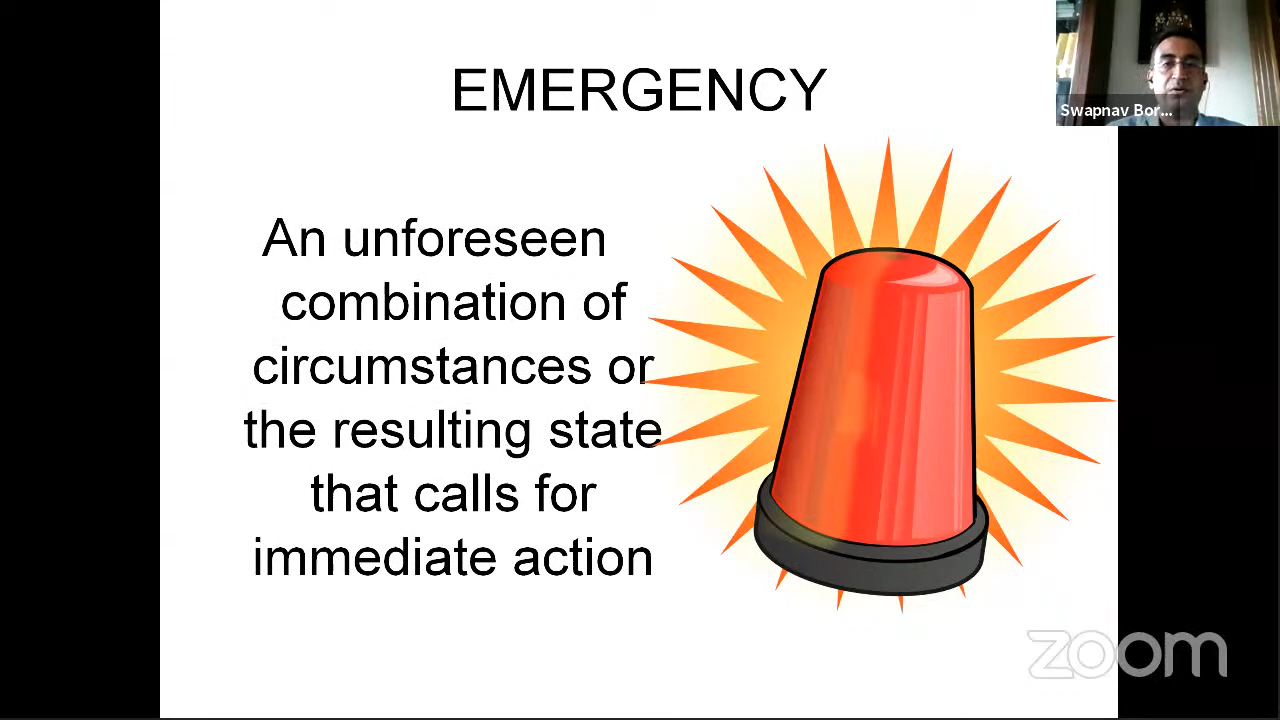 EMERGENCY
Swapnav Bor...
An unforeseen
combination of
circumstances or
the resulting state
that calls for
immediate action
zoom